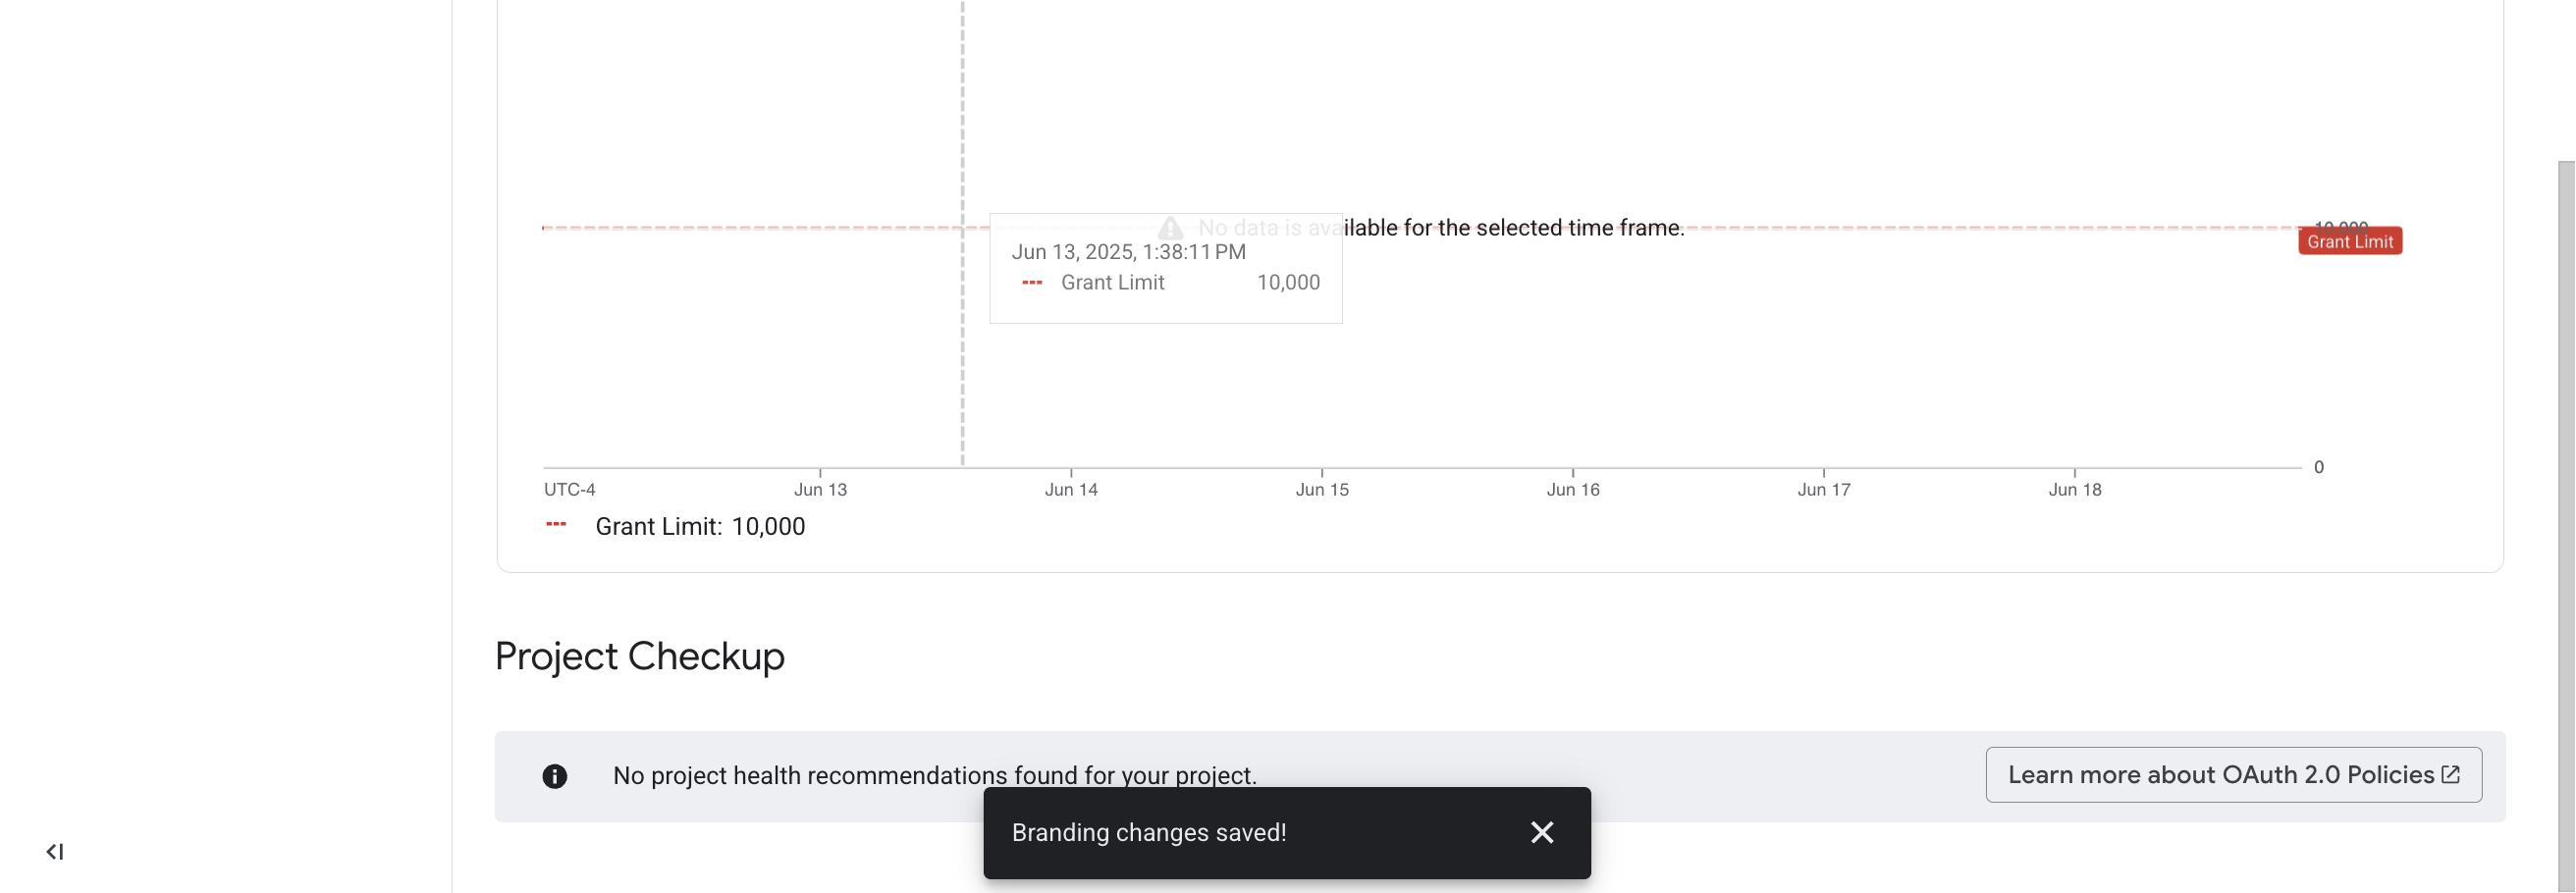 No data is available for the selected time frame.
10,000
Grant Limit
Jun 13, 2025, 1:38:11 PM
Grant Limit 10,000
0
UTC-4 Jun 13 Jun 14 Jun 15 Jun 16 Jun 17 Jun 18
Grant Limit: 10,000
Project Checkup
No project health recommendations found for your project.
Learn more about OAuth 2.0 Policies
Branding changes saved!